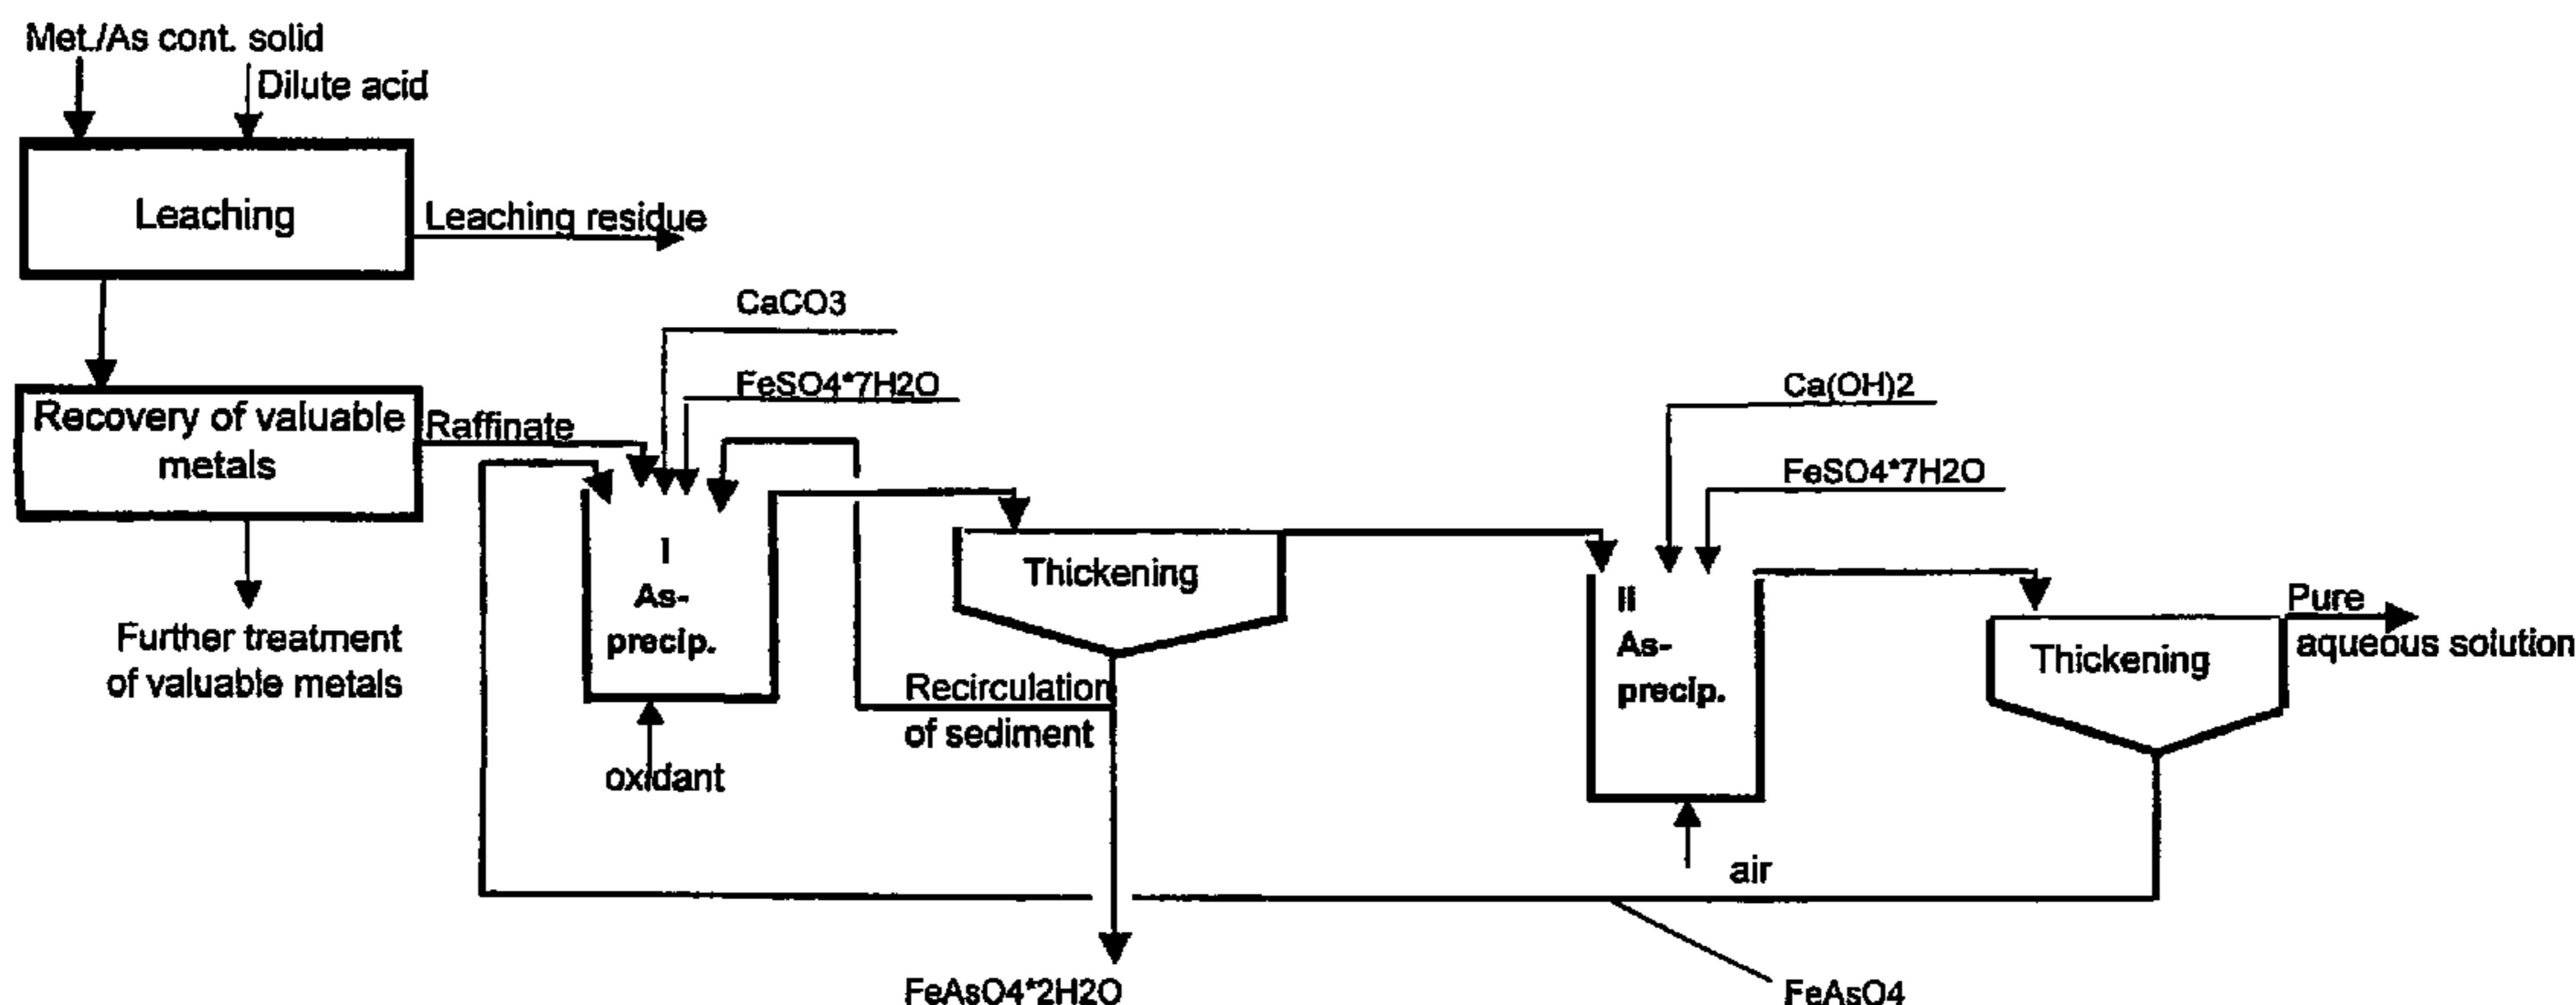 Met./As cont. solid
Dilute acid
Leaching
Leaching residue
CaCO3
FeSO4*7H2O
Recovery of valuable
metals
Raffinate
Further treatment
of valuable metals
I
As-
precip.
oxidant
Thickening
Recirculation
of sediment
FeAsO4*2H2O
Ca(OH)2
FeSO4*7H2O
II
As-
precip.
air
Thickening
Pure
aqueous solution
FeAsO4